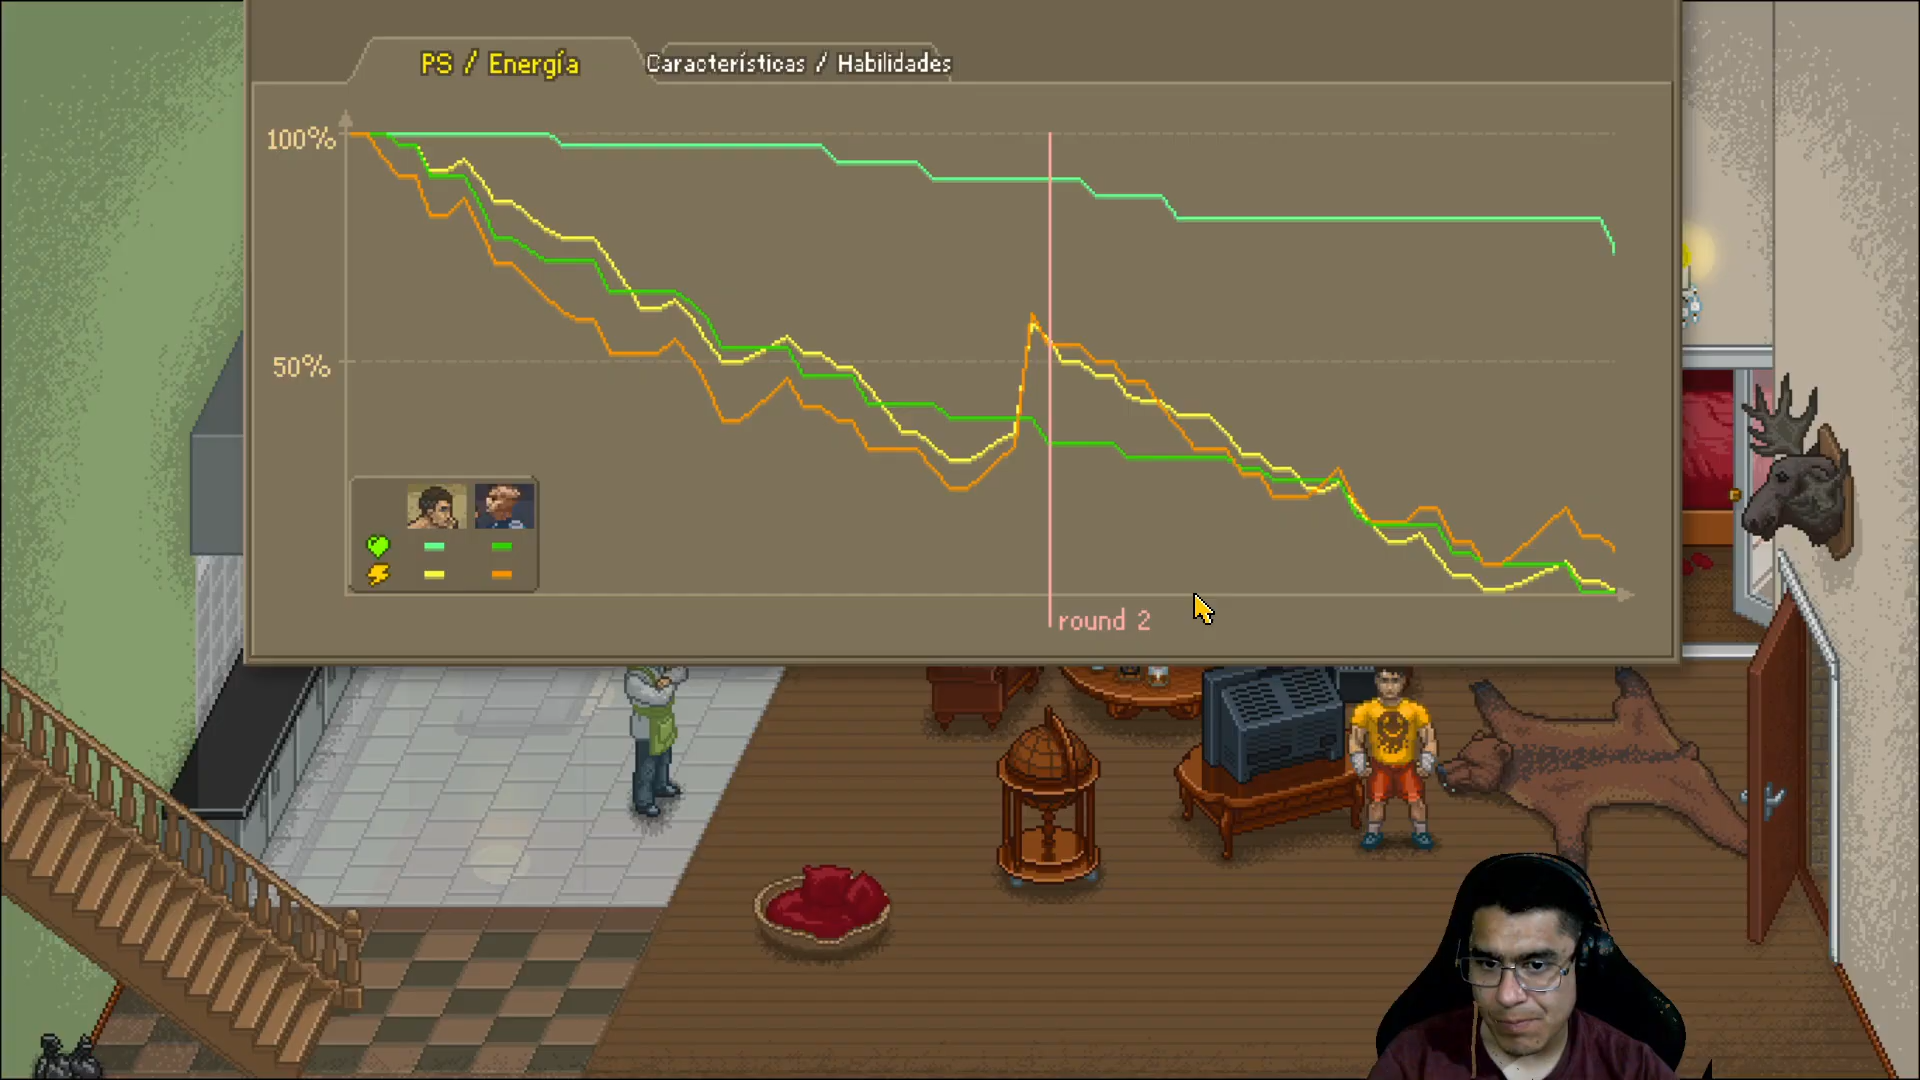 PS / Energía
Características / Habilidades
100%
50%
round 2